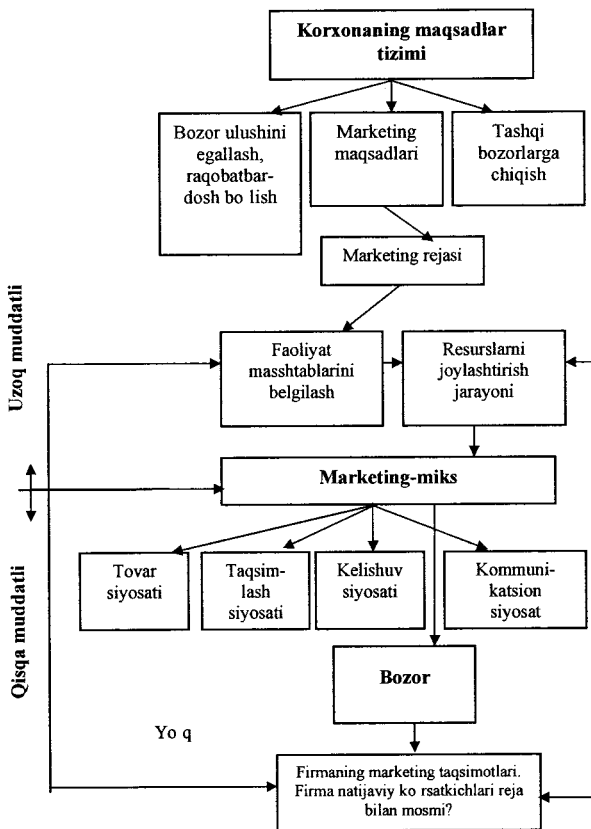 Korxonaning maqsadlar
tizimi
Bozor ulushini
egallash,
raqobatbar-
dosh bo lish
Marketing
maqsadlari
Tashqi
bozorlarga
chiqish
Marketing rejasi
Uzoq muddatli
Faoliyat
masshtablarini
belgilash
Resurslarni
joylashtirish
jarayoni
Marketing-miks
Qisqa muddatli
Tovar
siyosati
Taqsim-
lash
siyosati
Kelishuv
siyosati
Kommuni-
katsion
siyosat
Bozor
Yo q
Firmaning marketing taqsimotlari.
Firma natijaviy ko rsatkichlari reja
bilan mosmi?